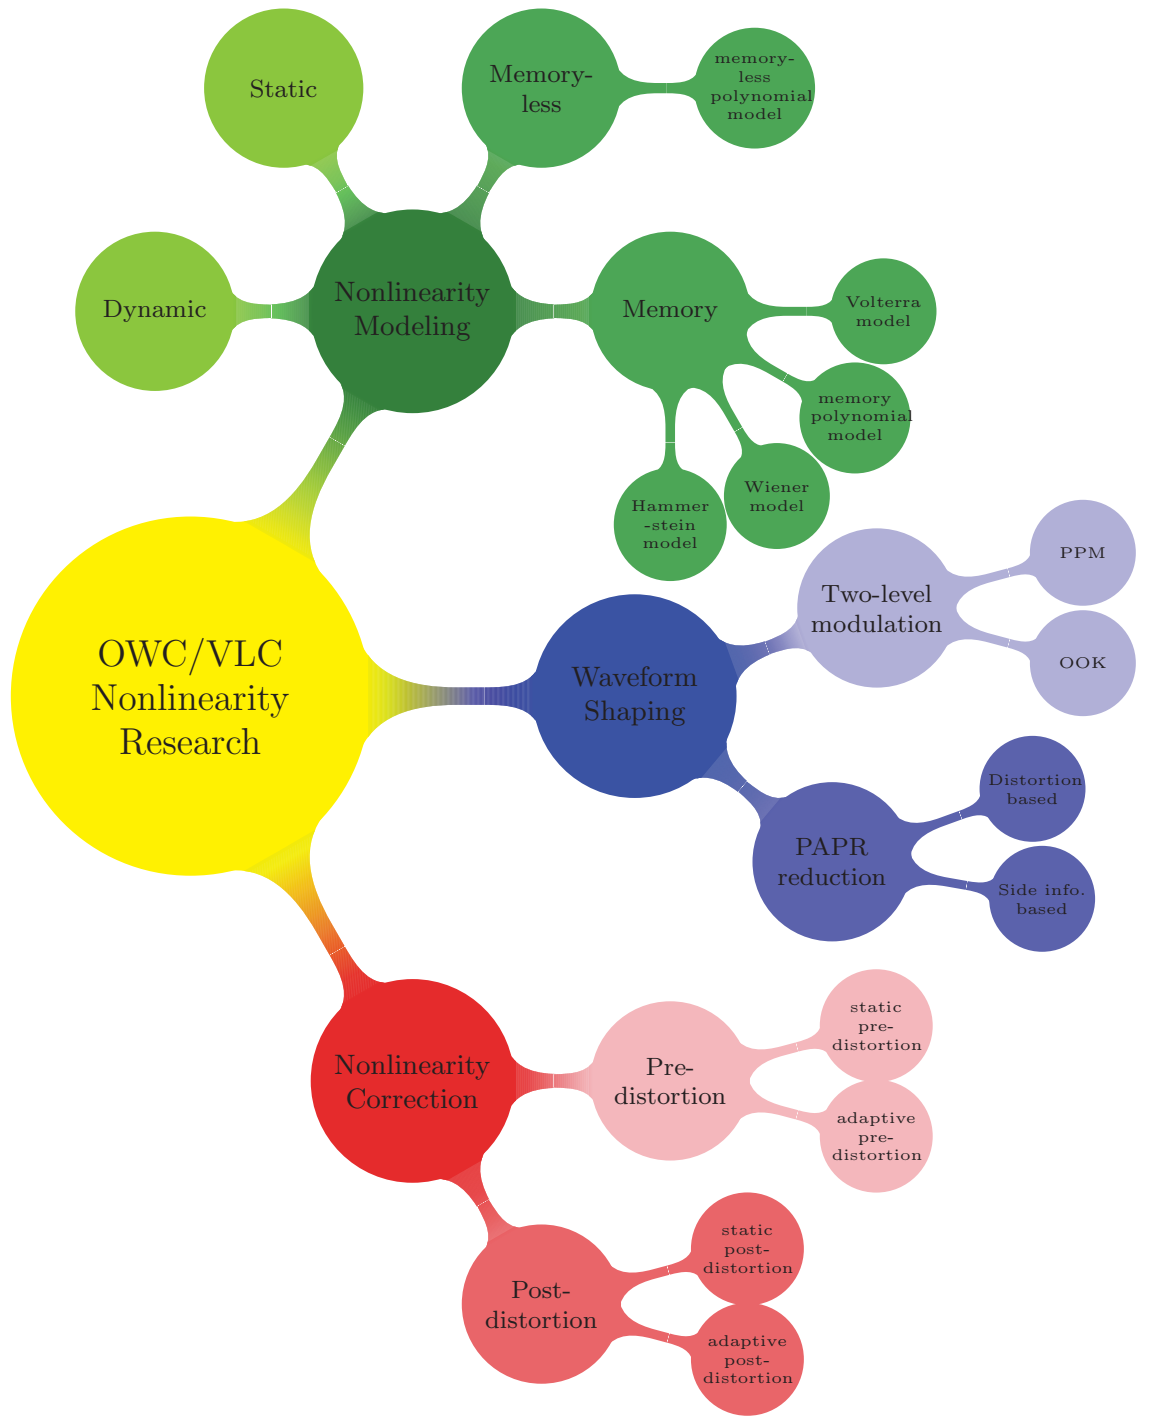 Static
Memory-
less
memory-
less
polynomial
model
Dynamic
Nonlinearity
Modeling
Memory
Volterra
model
memory
polynomial
model
Wiener
model
Hammer
-stein
model
OWC/VLC
Nonlinearity
Research
Waveform
Shaping
Two-level
modulation
PPM
OOK
PAPR
reduction
Distortion
based
Side info.
based
Nonlinearity
Correction
Pre-
distortion
static
pre-
distortion
adaptive
pre-
distortion
Post-
distortion
static
post-
distortion
adaptive
post-
distortion